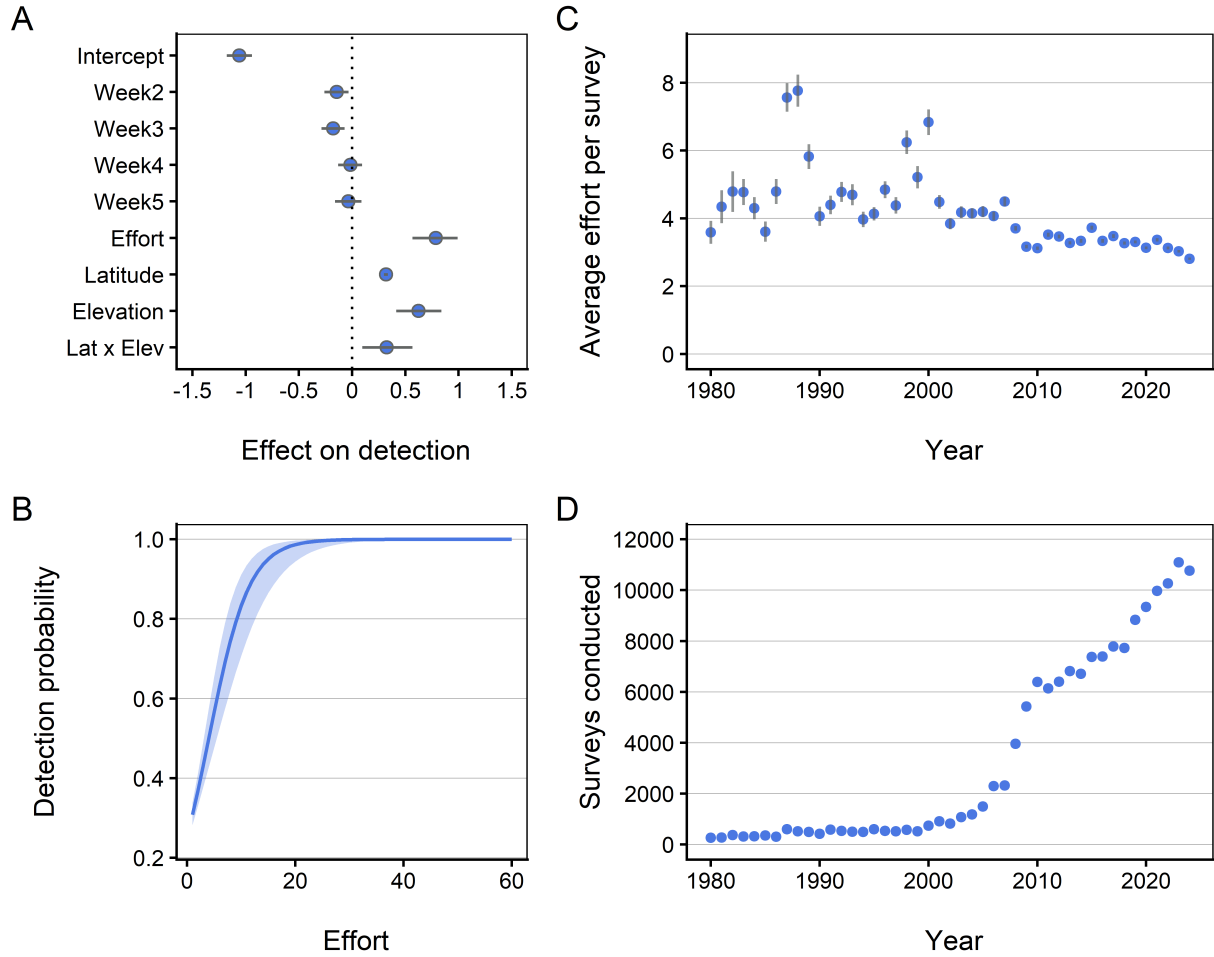 A
Intercept
Week2
Week3
Week4
Week5
Effort
Latitude
Elevation
Lat x Elev
-1.5 -1 -0.5 0 0.5 1 1.5
Effect on detection
C
Average effort per survey
8
6
4
2
0
1980 1990 2000 2010 2020
Year
B
Detection probability
1.0
0.8
0.6
0.4
0.2
0 20 40 60
Effort
D
Surveys conducted
12000
10000
8000
6000
4000
2000
0
1980 1990 2000 2010 2020
Year